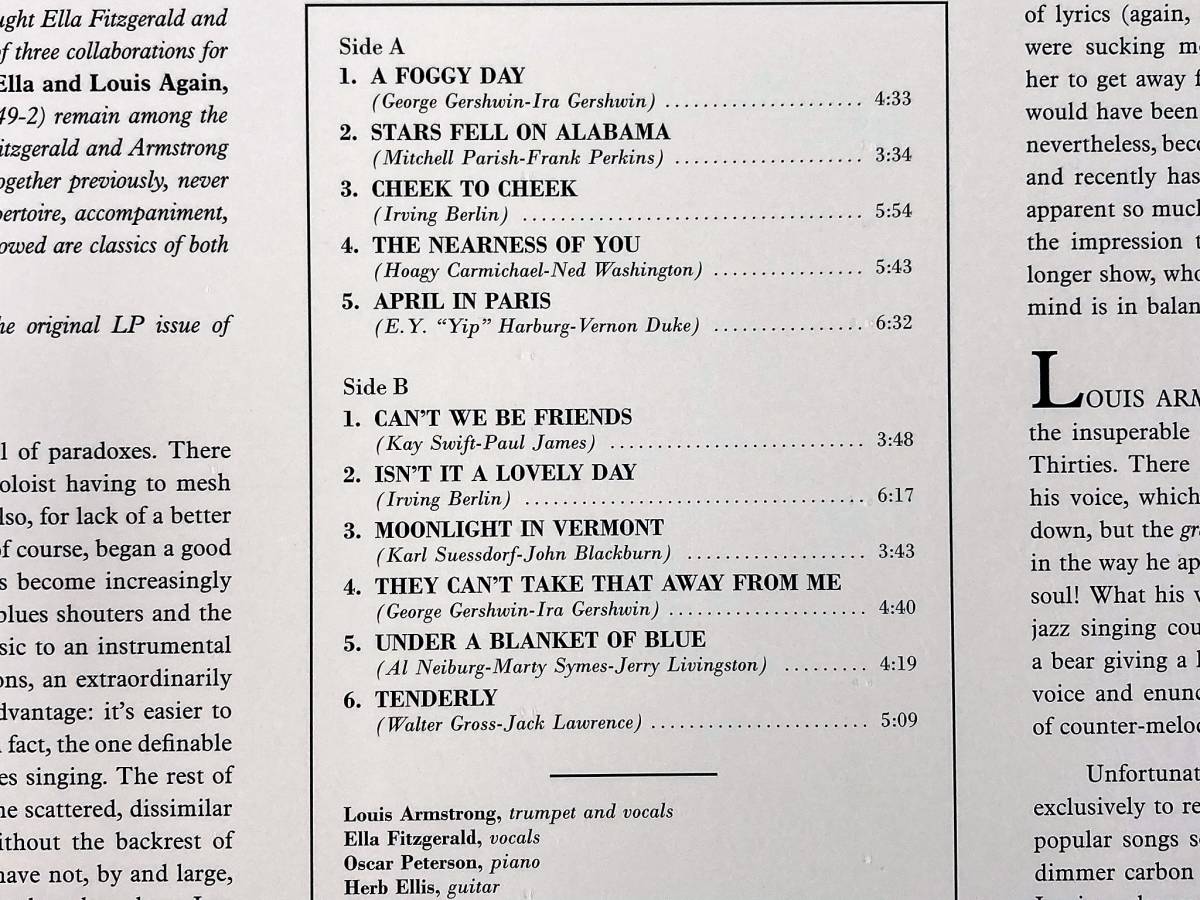 ught Ella Fitzgerald and
of three collaborations for
Ella and Louis Again,
49-2) remain among the
itzgerald and Armstrong
ogether previously, never
pertoire, accompaniment,
owed are classics of both
he original LP issue of
l of paradoxes. There
oloist having to mesh
lso, for lack of a better
of course, began a good
s become increasingly
blues shouters and the
sic to an instrumental
ons, an extraordinarily
dvantage: it's easier to
fact, the one definable
es singing. The rest of
he scattered, dissimilar
ithout the backrest of
have not, by and large,
Side A
1. A FOGGY DAY
(George Gershwin-Ira Gershwin) ..................... 4:33
2. STARS FELL ON ALABAMA
(Mitchell Parish-Frank Perkins) .................... 3:34
3. CHEEK TO CHEEK
(Irving Berlin) .................................... 5:54
4. THE NEARNESS OF YOU
(Hoagy Carmichael-Ned Washington) ................ 5:43
5. APRIL IN PARIS
(E.Y. “Yip” Harburg-Vernon Duke) ................ 6:32
Side B
1. CAN'T WE BE FRIENDS
(Kay Swift-Paul James) ........................... 3:48
2. ISN'T IT A LOVELY DAY
(Irving Berlin) .................................... 6:17
3. MOONLIGHT IN VERMONT
(Karl Suessdorf-John Blackburn) ................... 3:43
4. THEY CAN'T TAKE THAT AWAY FROM ME
(George Gershwin-Ira Gershwin) ..................... 4:40
5. UNDER A BLANKET OF BLUE
(Al Neiburg-Marty Symes-Jerry Livingston) ......... 4:19
6. TENDERLY
(Walter Gross-Jack Lawrence) ....................... 5:09
Louis Armstrong, trumpet and vocals
Ella Fitzgerald, vocals
Oscar Peterson, piano
Herb Ellis, guitar
of lyrics (again,
were sucking m
her to get away f
would have been
nevertheless, beco
and recently has
apparent so much
the impression t
longer show, who
mind is in balan
LOUIS ARM
the insuperable
Thirties. There
his voice, which
down, but the gr
in the way he ap
soul! What his v
jazz singing cou
a bear giving a l
voice and enunc
of counter-meloc
Unfortunat
exclusively to re
popular songs s
dimmer carbon